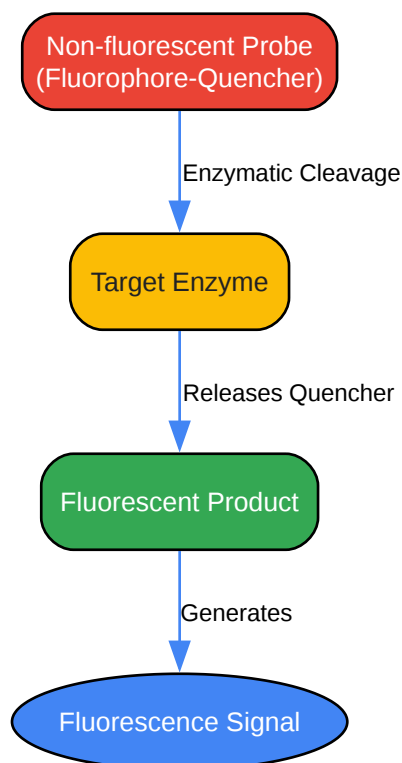 Non-fluorescent Probe
(Fluorophore-Quencher)
Enzymatic Cleavage
Target Enzyme
Releases Quencher
Fluorescent Product
Generates
Fluorescence Signal